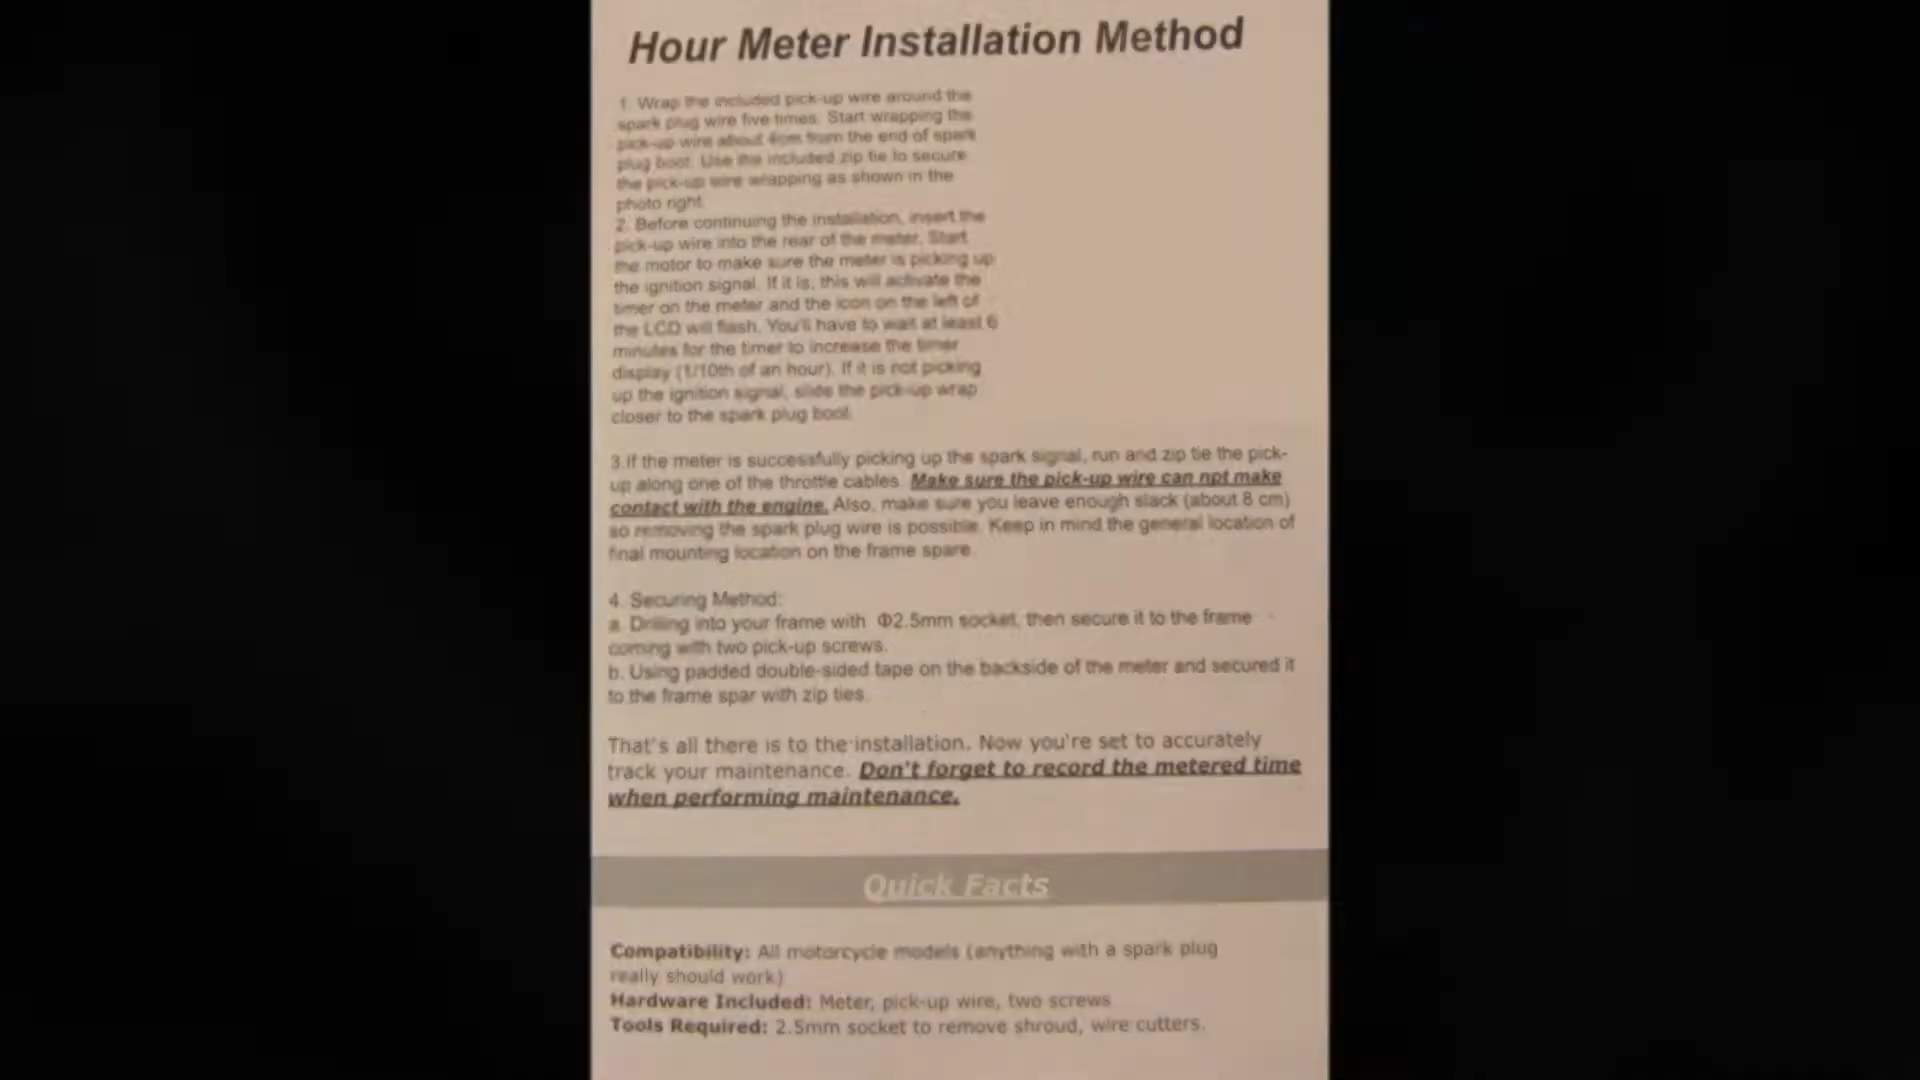 Hour Meter Installation Method
1. Wrap the included pick-up wire around the
spark plug wire five times. Start wrapping the
pick-up wire about 4cm from the end of spark
plug boot. Use the included zip tie to secure
the pick-up wire wrapping as shown in the
photo right.
2. Before continuing the installation, insert the
pick-up wire into the rear of the meter. Start
the motor to make sure the meter is picking up
the ignition signal. If it is, this will activate the
timer on the meter and the icon on the left of
the LCD will flash. You'll have to wait at least 6
minutes for the timer to increase the timer
display (1/10th of an hour). If it is not picking
up the ignition signal, slide the pick-up wrap
closer to the spark plug boot.
3.If the meter is successfully picking up the spark signal, run and zip tie the pick-
up along one of the throttle cables. Make sure the pick-up wire can npt make
contact with the engine. Also, make sure you leave enough slack (about 8 cm)
so removing the spark plug wire is possible. Keep in mind the general location of
final mounting location on the frame spare.
4. Securing Method:
a. Drilling into your frame with Φ2.5mm socket, then secure it to the frame
coming with two pick-up screws.
b. Using padded double-sided tape on the backside of the meter and secured it
to the frame spar with zip ties.
That's all there is to the installation. Now you're set to accurately
track your maintenance. Don't forget to record the metered time
when performing maintenance.
Quick Facts
Compatibility: All motorcycle models (anything with a spark plug
really should work)
Hardware Included: Meter, pick-up wire, two screws
Tools Required: 2.5mm socket to remove shroud, wire cutters.